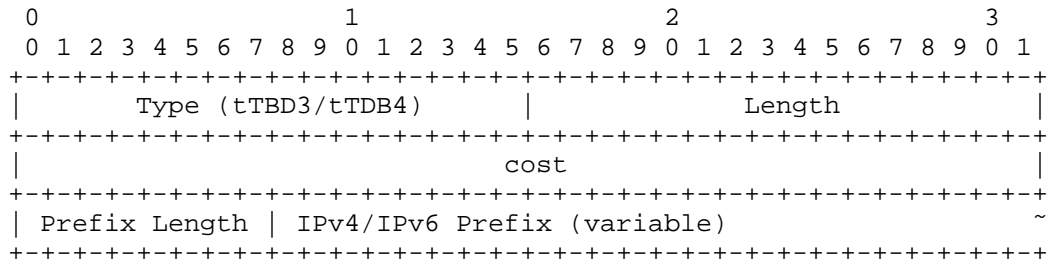 0                   1                   2                   3
 0 1 2 3 4 5 6 7 8 9 0 1 2 3 4 5 6 7 8 9 0 1 2 3 4 5 6 7 8 9 0 1
+-+-+-+-+-+-+-+-+-+-+-+-+-+-+-+-+-+-+-+-+-+-+-+-+-+-+-+-+-+-+-+-+
|       Type (tTBD3/tTDB4)      |             Length            |
+-+-+-+-+-+-+-+-+-+-+-+-+-+-+-+-+-+-+-+-+-+-+-+-+-+-+-+-+-+-+-+-+
|                              cost                             |
+-+-+-+-+-+-+-+-+-+-+-+-+-+-+-+-+-+-+-+-+-+-+-+-+-+-+-+-+-+-+-+-+
| Prefix Length | IPv4/IPv6 Prefix (variable)                   ~
+-+-+-+-+-+-+-+-+-+-+-+-+-+-+-+-+-+-+-+-+-+-+-+-+-+-+-+-+-+-+-+-+